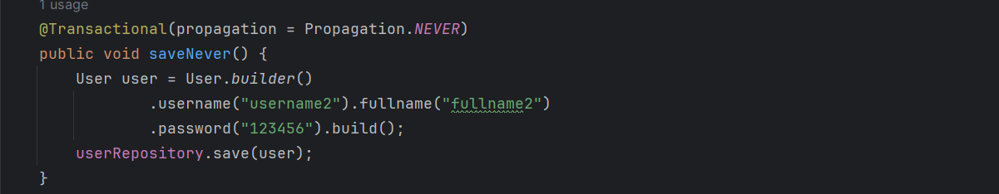 1 usage
@Transactional(propagation = Propagation.NEVER)
public void saveNever() {
User user = User.builder()
.username("username2").fullname("fullname2")
.password("123456").build();
userRepository.save(user);
}